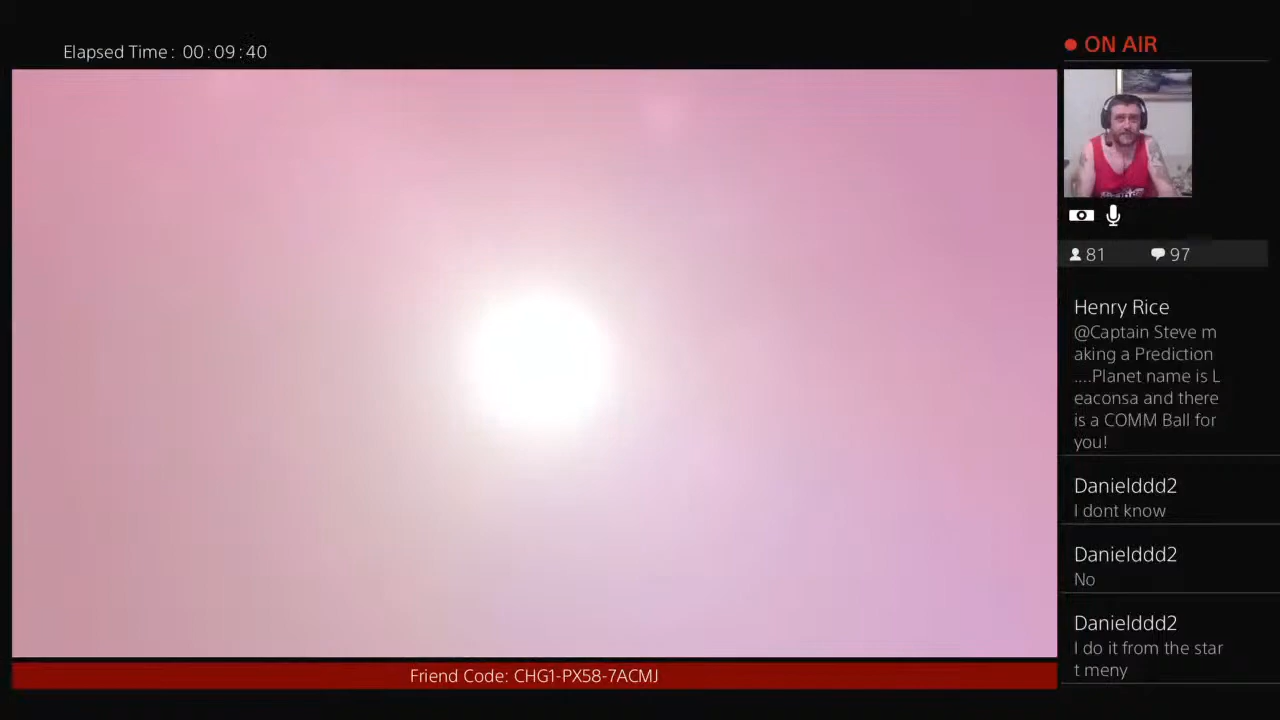 Elapsed Time: 00:09:40
ON AIR
81 97
Henry Rice
@Captain Steve m
aking a Prediction
....Planet name is L
eaconsa and there
is a COMM Ball for
you!
Danielddd2
I dont know
Danielddd2
No
Danielddd2
I do it from the star
t meny
Friend Code: CHG1-PX58-7ACMJ